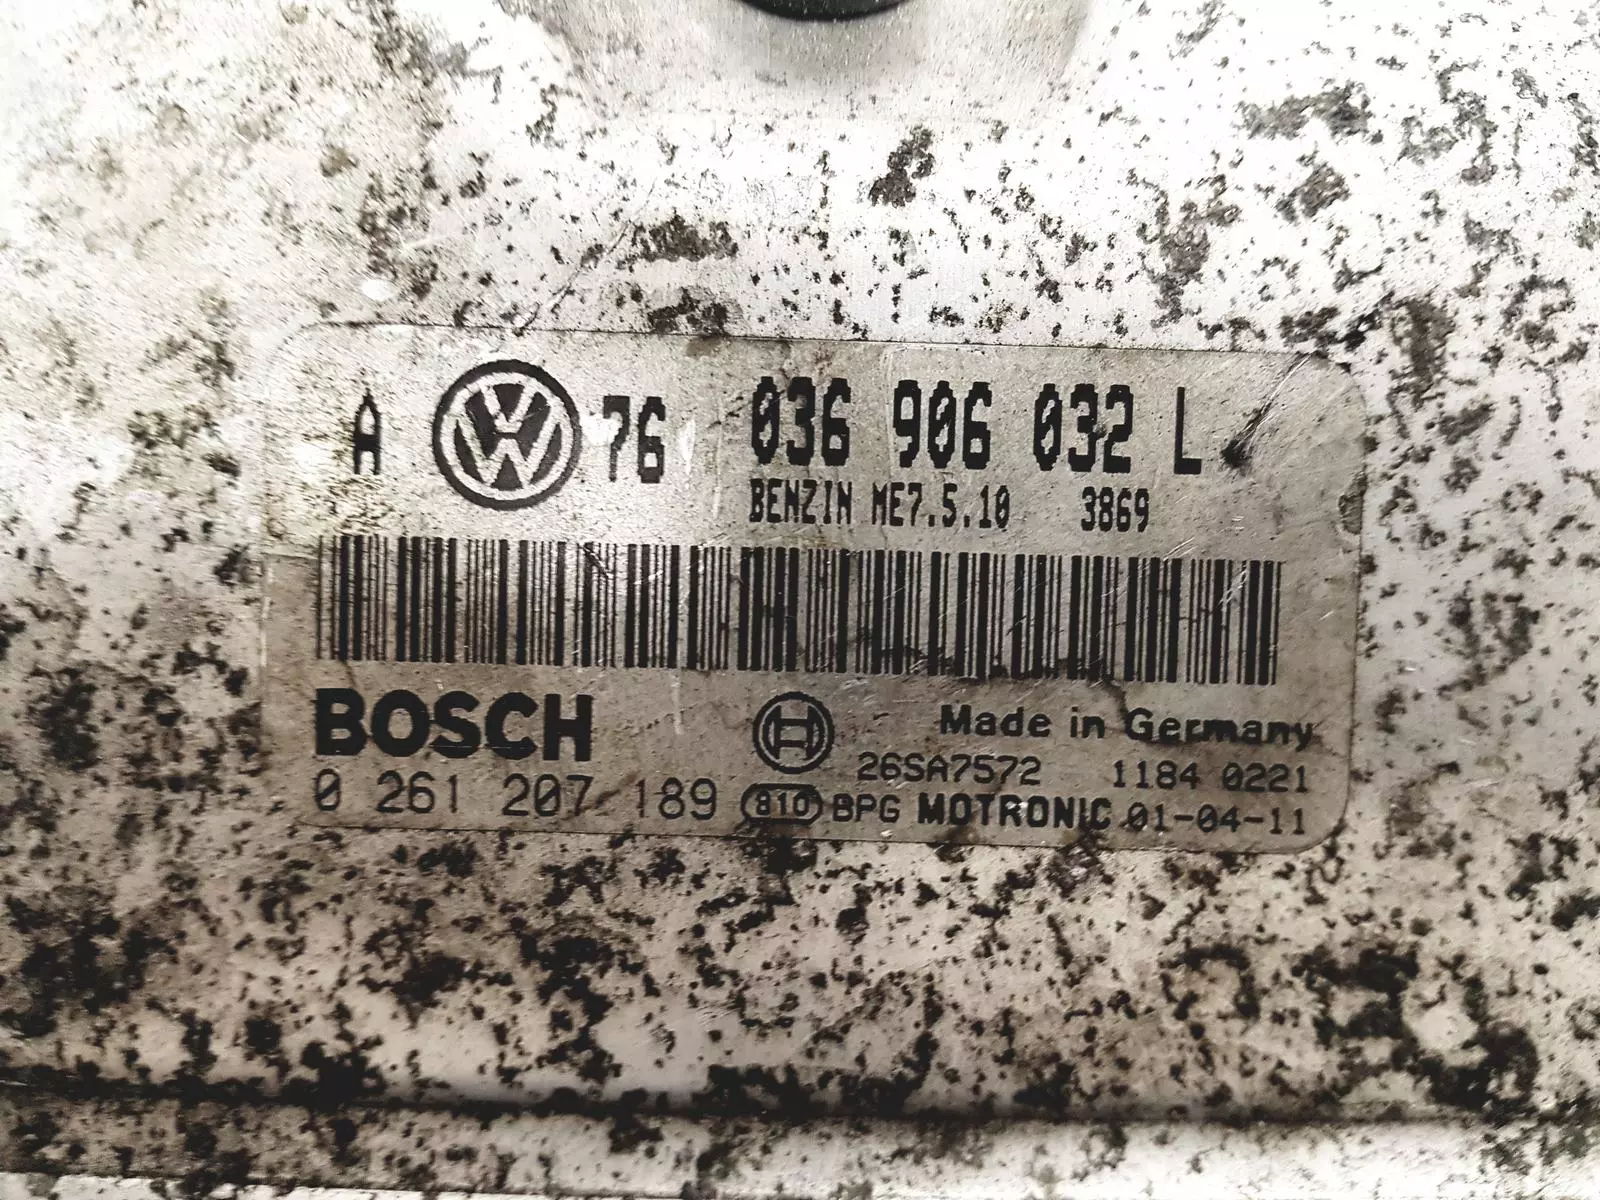 A VW 76 036 906 032 L
BENZIN ME7.5.10 3869
BOSCH
Made in Germany
26SA7572 1184 0221
0 261 207 189 810 BPG MOTRONIC 01-04-11